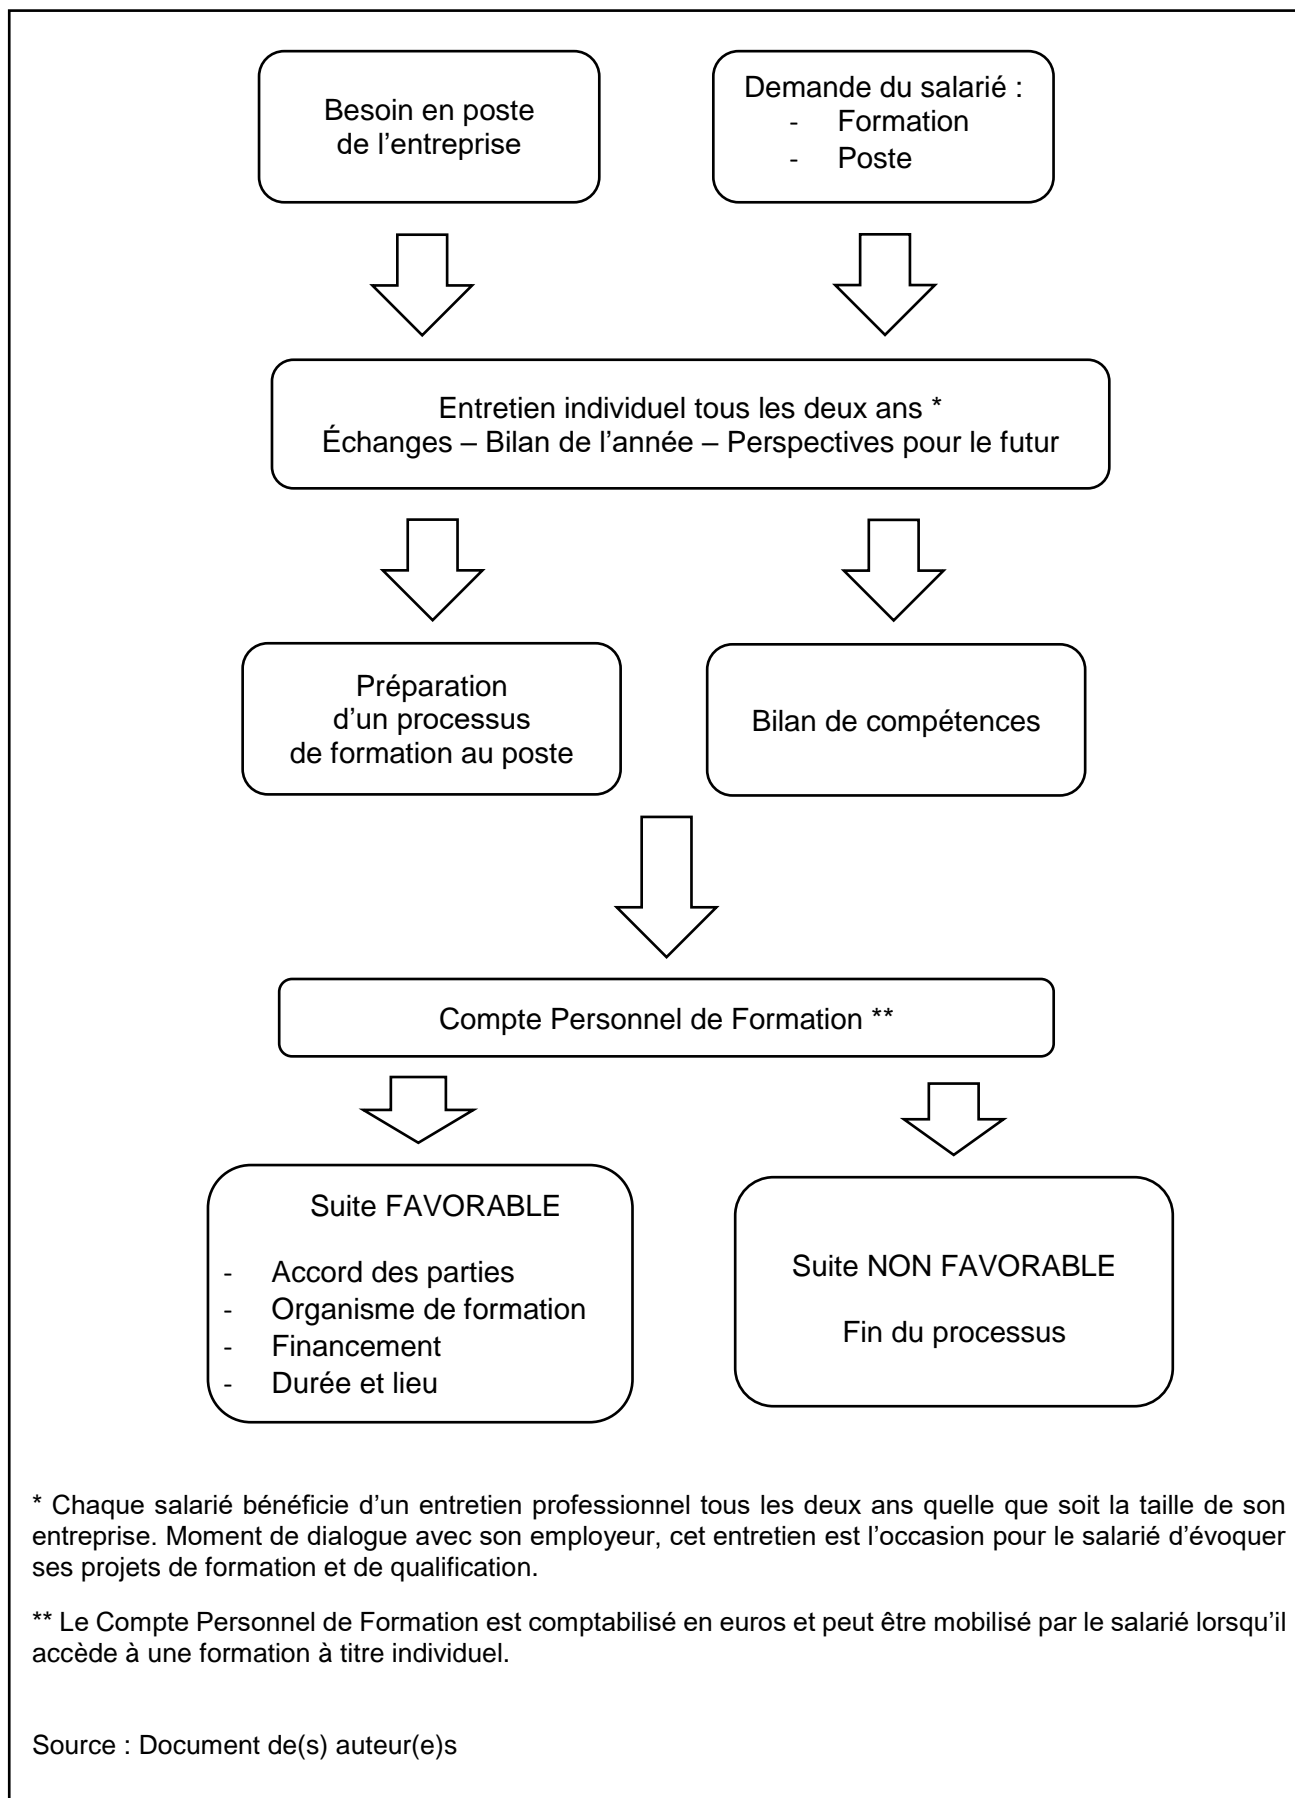 Besoin en poste
de l’entreprise
Demande du salarié :
- Formation
- Poste
Entretien individuel tous les deux ans *
Échanges – Bilan de l’année – Perspectives pour le futur
Préparation
d’un processus
de formation au poste
Bilan de compétences
Compte Personnel de Formation **
Suite FAVORABLE
- Accord des parties
- Organisme de formation
- Financement
- Durée et lieu
Suite NON FAVORABLE
Fin du processus
* Chaque salarié bénéficie d’un entretien professionnel tous les deux ans quelle que soit la taille de son
entreprise. Moment de dialogue avec son employeur, cet entretien est l’occasion pour le salarié d’évoquer
ses projets de formation et de qualification.
** Le Compte Personnel de Formation est comptabilisé en euros et peut être mobilisé par le salarié lorsqu’il
accède à une formation à titre individuel.
Source : Document de(s) auteur(e)s